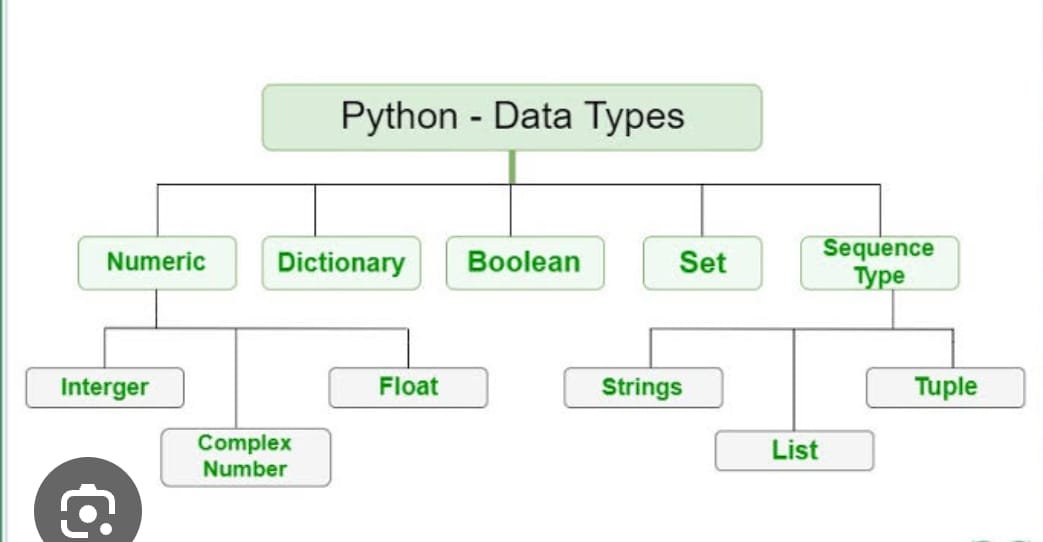 Python - Data Types
Numeric
Dictionary
Boolean
Set
Sequence
Type
Interger
Float
Strings
Tuple
Complex
Number
List